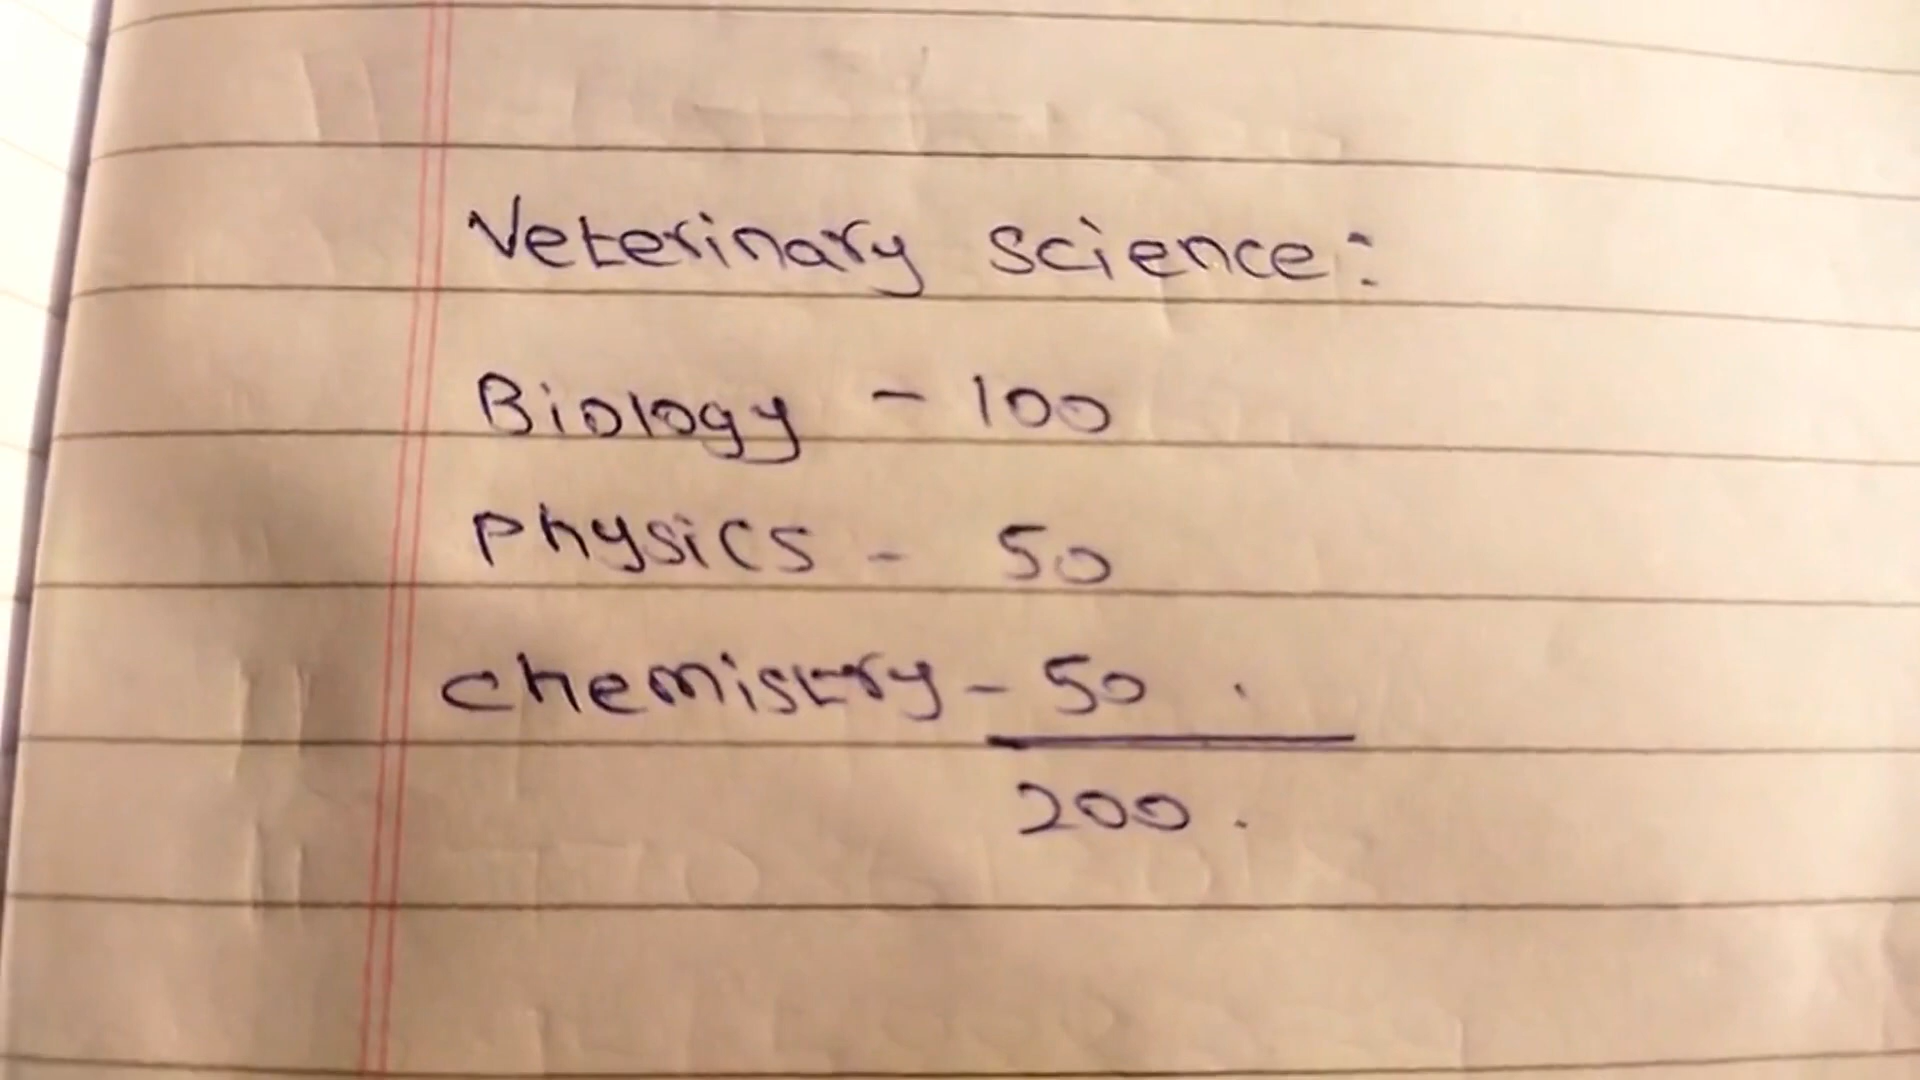 Veterinary science:
Biology - 100
Physics - 50
chemistry - 50
200.